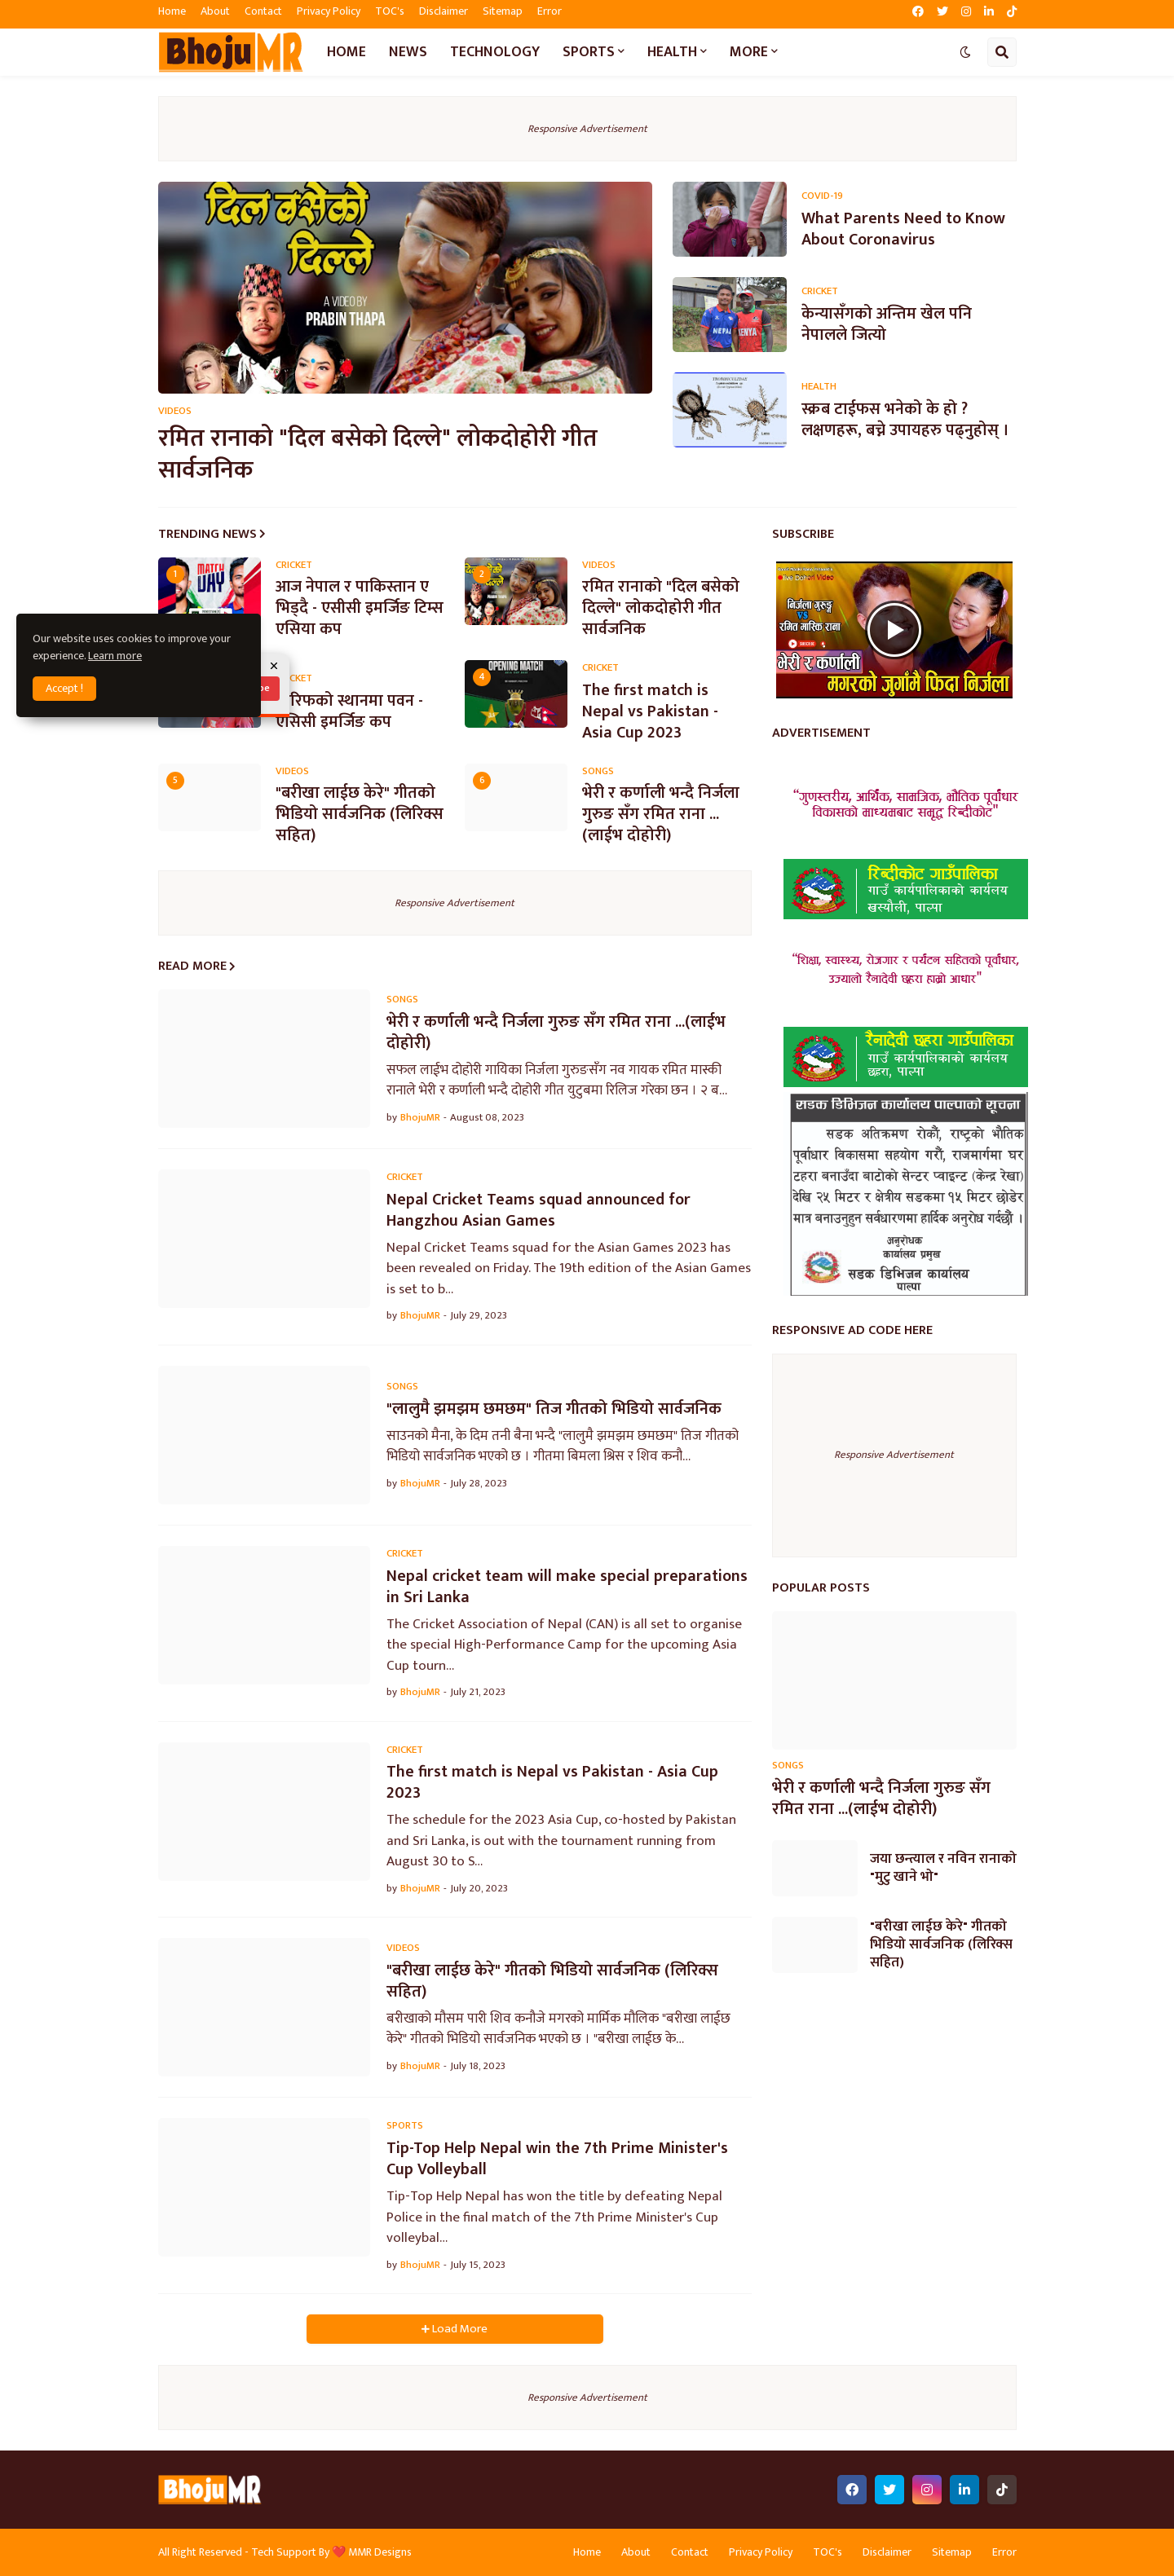 Home About Contact Privacy Policy TOC's Disclaimer Sitemap Error
BhojuMR HOME NEWS TECHNOLOGY SPORTS HEALTH MORE
Responsive Advertisement
दिल बसेको
दिल्ले
A VIDEO BY
PRABIN THAPA
VIDEOS
रमित रानाको "दिल बसेको दिल्ले" लोकदोहोरी गीत
सार्वजनिक
COVID-19
What Parents Need to Know
About Coronavirus
CRICKET
केन्यासँगको अन्तिम खेल पनि
नेपालले जित्यो
HEALTH
स्क्रब टाईफस भनेको के हो ?
लक्षणहरू, बच्ने उपायहरु पढ्नुहोस् ।
TRENDING NEWS
1
CRICKET
आज नेपाल र पाकिस्तान ए
भिड्दै - एसीसी इमर्जिङ टिम्स
एसिया कप
2
VIDEOS
रमित रानाको "दिल बसेको
दिल्ले" लोकदोहोरी गीत
सार्वजनिक
Our website uses cookies to improve your
experience. Learn more
Accept !
रिफको स्थानमा पवन -
एसिसी इमर्जिङ कप
OPENING MATCH
4
CRICKET
The first match is
Nepal vs Pakistan -
Asia Cup 2023
5
VIDEOS
"बरीखा लाईछ केरे" गीतको
भिडियो सार्वजनिक (लिरिक्स
सहित)
6
SONGS
भेरी र कर्णाली भन्दै निर्जला
गुरुङ सँग रमित राना ...
(लाईभ दोहोरी)
Responsive Advertisement
READ MORE
SONGS
भेरी र कर्णाली भन्दै निर्जला गुरुङ सँग रमित राना ...(लाईभ
दोहोरी)
सफल लाईभ दोहोरी गायिका निर्जला गुरुङसँग नव गायक रमित मास्की
रानाले भेरी र कर्णाली भन्दै दोहोरी गीत युटुबमा रिलिज गरेका छन । २ ब…
by BhojuMR - August 08, 2023
CRICKET
Nepal Cricket Teams squad announced for
Hangzhou Asian Games
Nepal Cricket Teams squad for the Asian Games 2023 has
been revealed on Friday. The 19th edition of the Asian Games
is set to b…
by BhojuMR - July 29, 2023
SONGS
"लालुमै झमझम छमछम" तिज गीतको भिडियो सार्वजनिक
साउनको मैना, के दिम तनी बैना भन्दै "लालुमै झमझम छमछम" तिज गीतको
भिडियो सार्वजनिक भएको छ । गीतमा बिमला श्रिस र शिव कनौ…
by BhojuMR - July 28, 2023
CRICKET
Nepal cricket team will make special preparations
in Sri Lanka
The Cricket Association of Nepal (CAN) is all set to organise
the special High-Performance Camp for the upcoming Asia
Cup tourn…
by BhojuMR - July 21, 2023
CRICKET
The first match is Nepal vs Pakistan - Asia Cup
2023
The schedule for the 2023 Asia Cup, co-hosted by Pakistan
and Sri Lanka, is out with the tournament running from
August 30 to S…
by BhojuMR - July 20, 2023
VIDEOS
"बरीखा लाईछ केरे" गीतको भिडियो सार्वजनिक (लिरिक्स
सहित)
बरीखाको मौसम पारी शिव कनौजे मगरको मार्मिक मौलिक "बरीखा लाईछ
केरे" गीतको भिडियो सार्वजनिक भएको छ । "बरीखा लाईछ के…
by BhojuMR - July 18, 2023
SPORTS
Tip-Top Help Nepal win the 7th Prime Minister's
Cup Volleyball
Tip-Top Help Nepal has won the title by defeating Nepal
Police in the final match of the 7th Prime Minister's Cup
volleybal…
by BhojuMR - July 15, 2023
Load More
SUBSCRIBE
निर्जला गुरुङ
vs
रमित मास्कि राना
भेरी र कर्णाली
मगरको जुगाँमै फिदा निर्जला
ADVERTISEMENT
“गुणस्तरीय, आर्थिक, सामाजिक, भौतिक पूर्वाधार
विकासको माध्यमबाट समृद्ध रिब्दीकोट”
रिब्दीकोट गाउँपालिका
गाउँ कार्यपालिकाको कार्यालय
खस्यौली, पाल्पा
“शिक्षा, स्वास्थ्य, रोजगार र पर्यटन सहितको पूर्वाधार,
उज्यालो रैनादेवी छहरा हाम्रो आधार”
रैनादेवी छहरा गाउँपालिका
गाउँ कार्यपालिकाको कार्यालय
छहरा, पाल्पा
सडक डिभिजन कार्यालय पाल्पाको सूचना
सडक अतिक्रमण रोकौं, राष्ट्रको भौतिक
पूर्वाधार विकासमा सहयोग गरौं, राजमार्गमा घर
टहरा बनाउँदा बाटोको सेन्टर प्वाइन्ट (केन्द्र रेखा)
देखि २५ मिटर र क्षेत्रीय सडकमा १५ मिटर छोडेर
मात्र बनाउनुहुन सर्वधारणमा हार्दिक अनुरोध गर्दछौं ।
अनुरोधक
कार्यालय प्रमुख
सडक डिभिजन कार्यालय
पाल्पा
RESPONSIVE AD CODE HERE
Responsive Advertisement
POPULAR POSTS
SONGS
भेरी र कर्णाली भन्दै निर्जला गुरुङ सँग
रमित राना ...(लाईभ दोहोरी)
जया छन्त्याल र नविन रानाको
"मुटु खाने भो"
"बरीखा लाईछ केरे" गीतको
भिडियो सार्वजनिक (लिरिक्स
सहित)
Responsive Advertisement
BhojuMR
All Right Reserved - Tech Support By ❤️ MMR Designs
Home About Contact Privacy Policy TOC's Disclaimer Sitemap Error